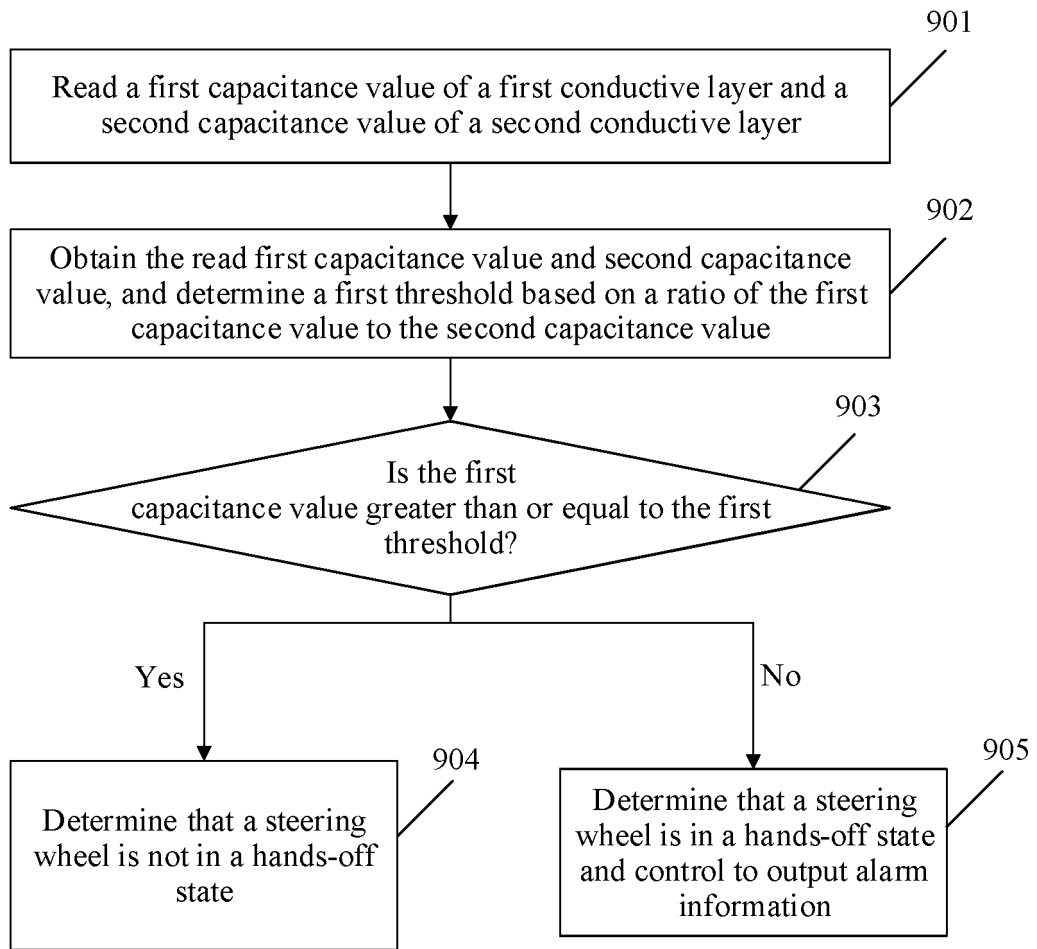 901
Read a first capacitance value of a first conductive layer and a
second capacitance value of a second conductive layer
902
Obtain the read first capacitance value and second capacitance
value, and determine a first threshold based on a ratio of the first
capacitance value to the second capacitance value
903
Is the first
capacitance value greater than or equal to the first
threshold?
Yes
No
904
Determine that a steering
wheel is not in a hands-off
state
905
Determine that a steering
wheel is in a hands-off state
and control to output alarm
information